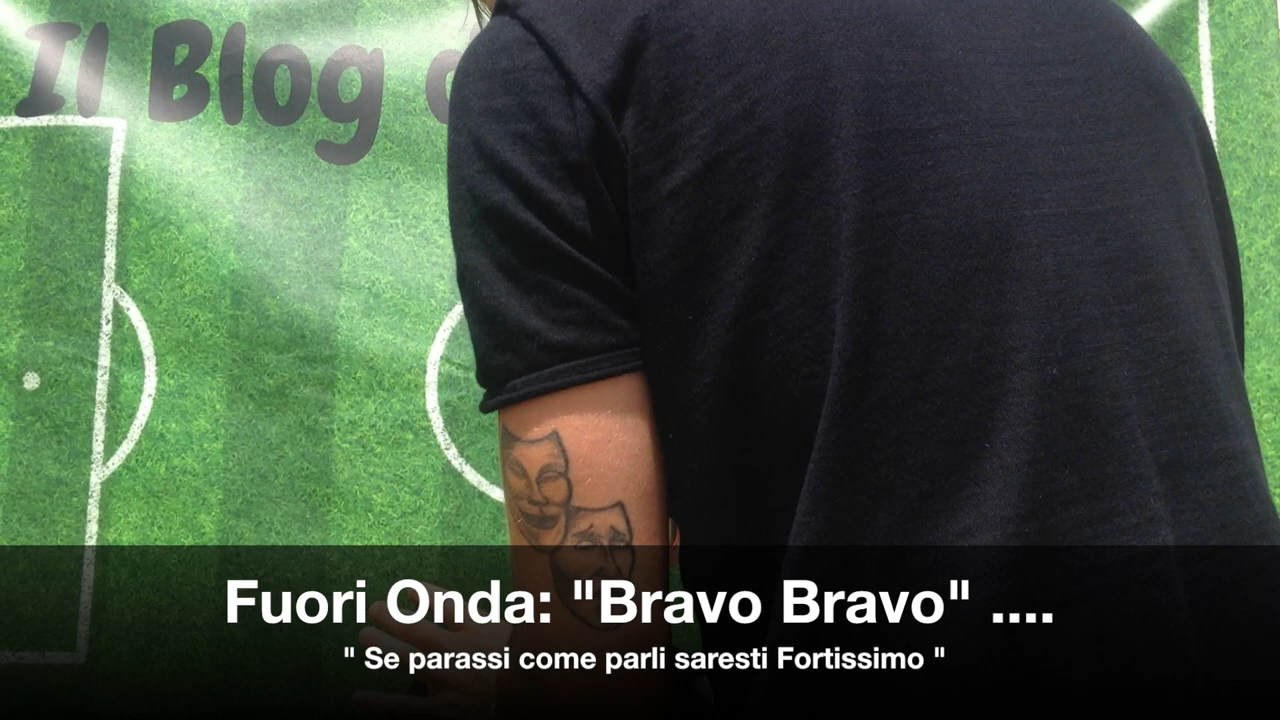 Il Blog d
Fuori Onda: "Bravo Bravo" ....
" Se parassi come parli saresti Fortissimo "